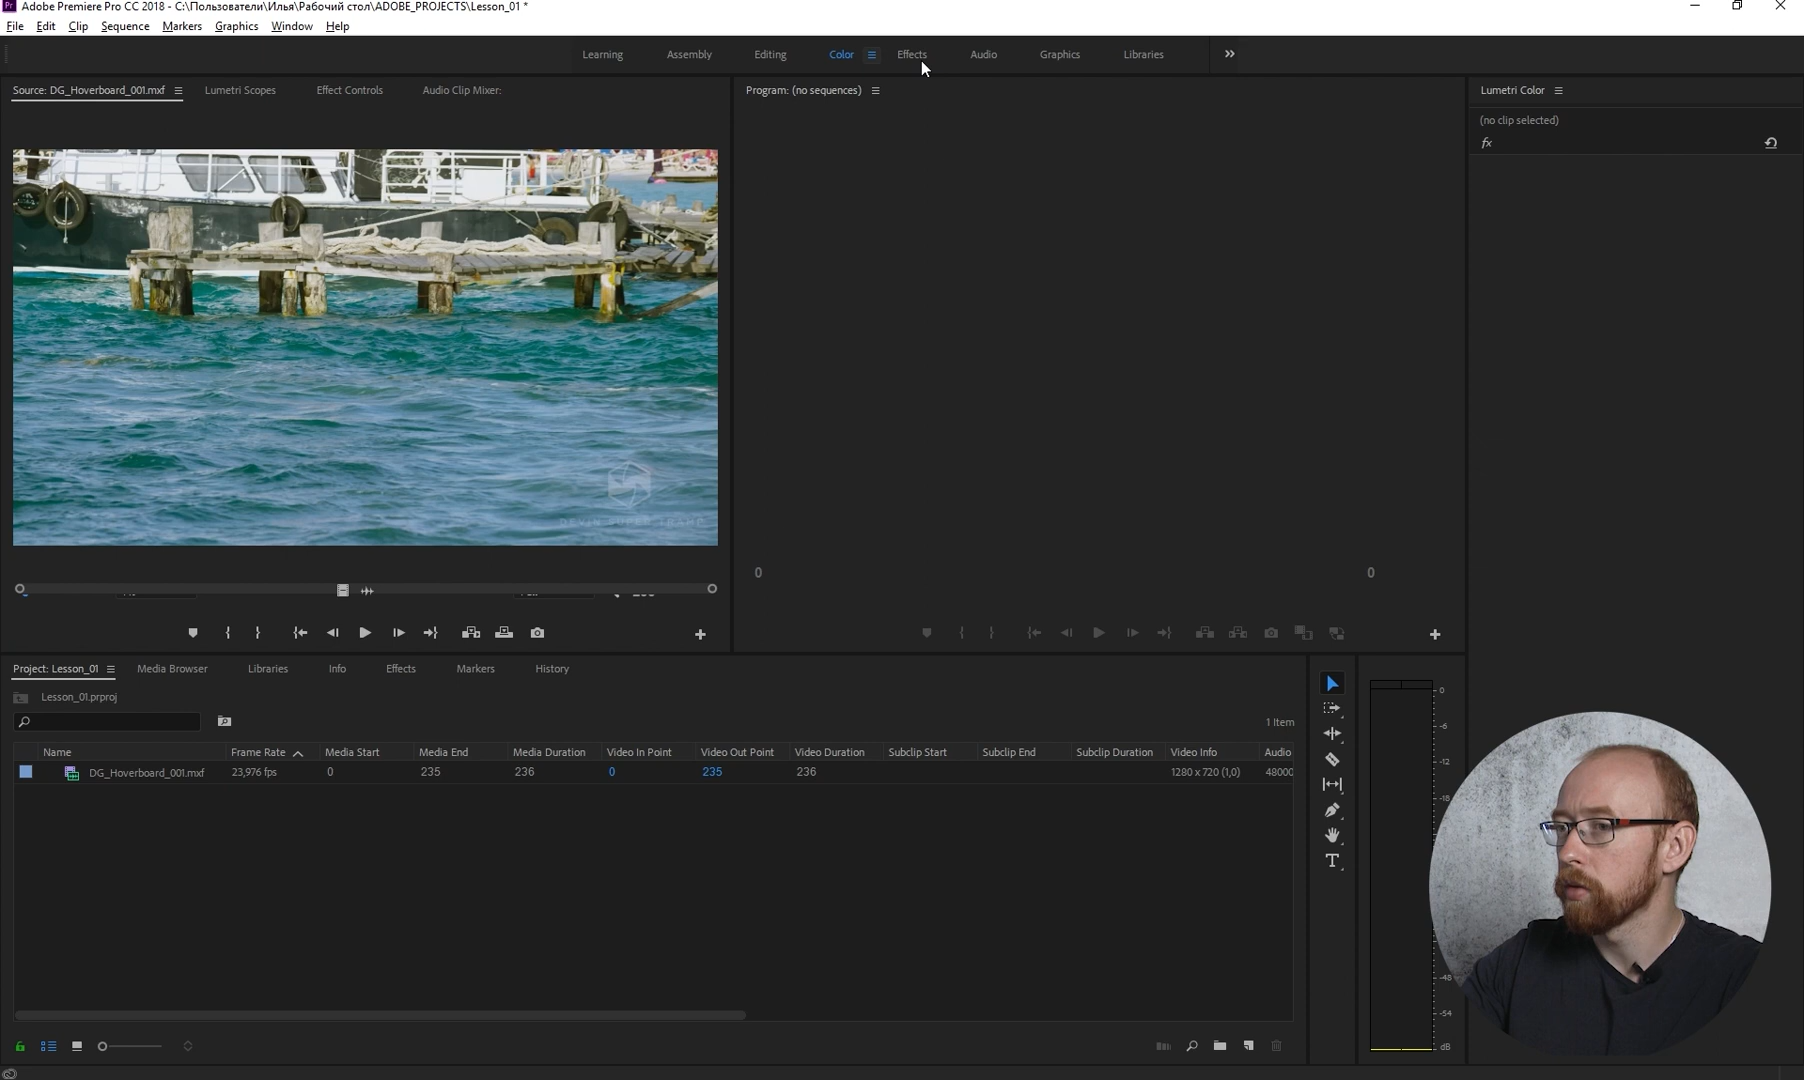 Adobe Premiere Pro CC 2018 - C:\Пользователи\Илья\Рабочий стол\ADOBE_PROJECTS\Lesson_01 *
File Edit Clip Sequence Markers Graphics Window Help
Learning Assembly Editing Color Effects Audio Graphics Libraries
Source: DG_Hoverboard_001.mxf Lumetri Scopes Effect Controls Audio Clip Mixer:
Program: (no sequences)
Lumetri Color
(no clip selected)
fx
DEVIN SUPER TRAMP
0 0
Project: Lesson_01 Media Browser Libraries Info Effects Markers History
Lesson_01.prproj
1 Item
Name Frame Rate Media Start Media End Media Duration Video In Point Video Out Point Video Duration Subclip Start Subclip End Subclip Duration Video Info Audio
DG_Hoverboard_001.mxf 23,976 fps 0 235 236 0 235 236 1280 x 720 (1,0) 48000
0
-6
-12
-18
-48
-54
dB